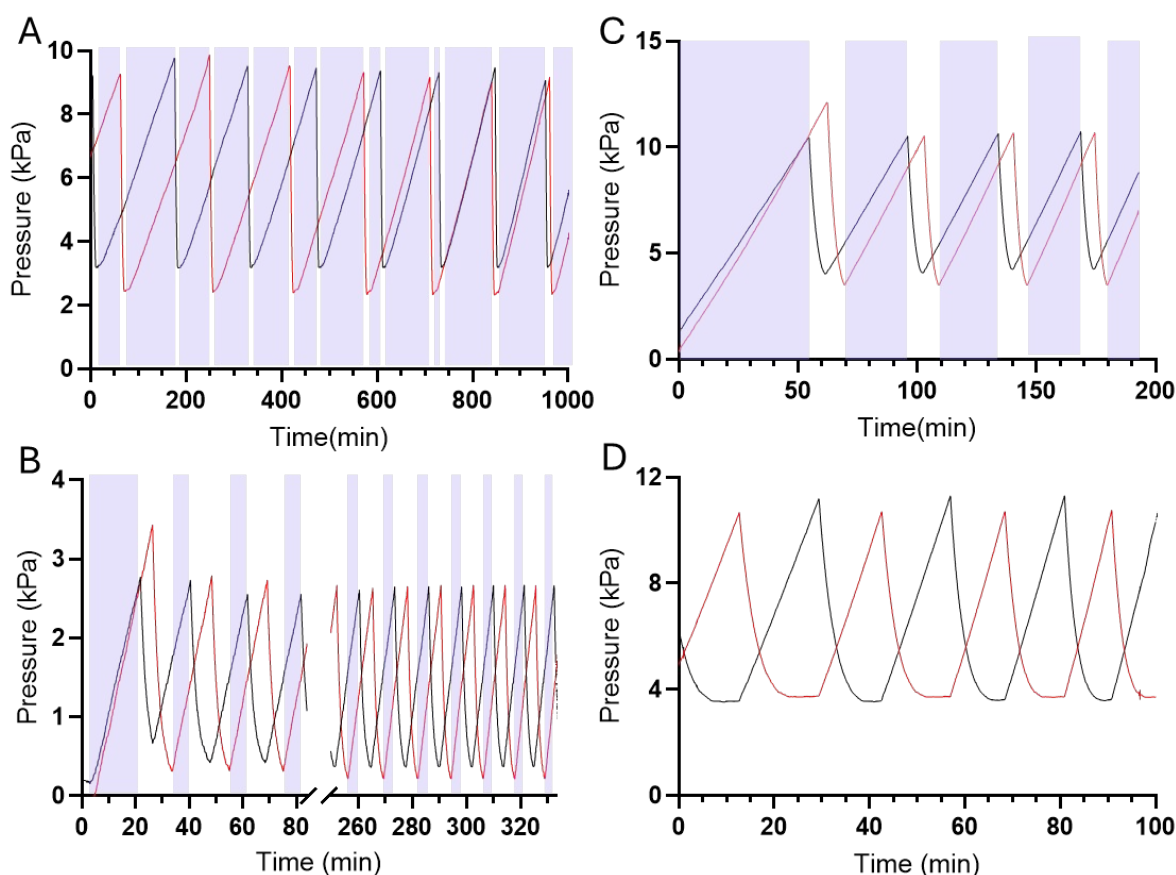 A
Pressure (kPa)
10
8
6
4
2
0
0 200 400 600 800 1000
Time(min)
C
Pressure (kPa)
15
10
5
0
0 50 100 150 200
Time(min)
B
Pressure (kPa)
4
3
2
1
0
0 20 40 60 80 260 280 300 320
Time (min)
D
Pressure (kPa)
12
8
4
0
0 20 40 60 80 100
Time (min)